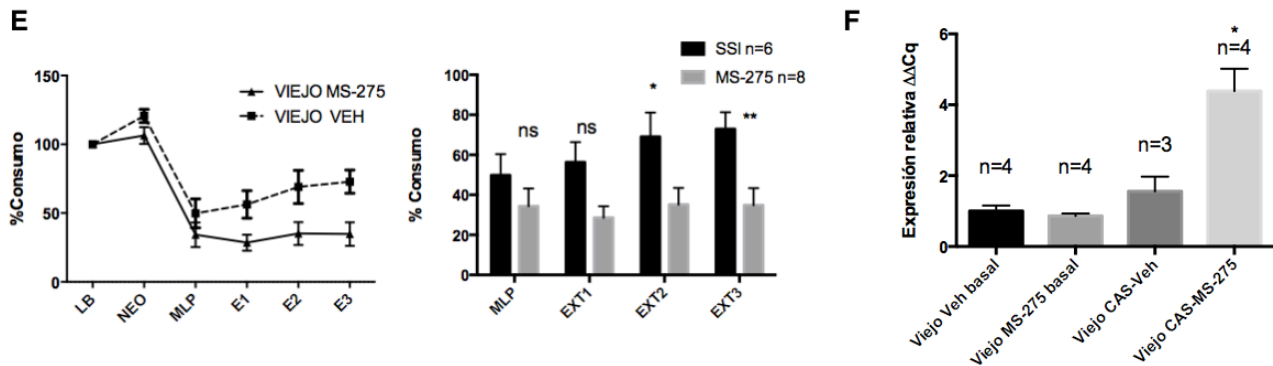 E
150
100
50
0
%Consumo
VIEJO MS-275
VIEJO VEH
LB
NEO
MLP
E1
E2
E3
SSI n=6
MS-275 n=8
100
80
60
40
20
0
% Consumo
ns
ns
*
**
MLP
EXT1
EXT2
EXT3
F
6
4
2
0
Expresión relativa ΔΔCq
n=4
n=4
n=3
*
n=4
Viejo Veh basal
Viejo MS-275 basal
Viejo CAS-Veh
Viejo CAS-MS-275